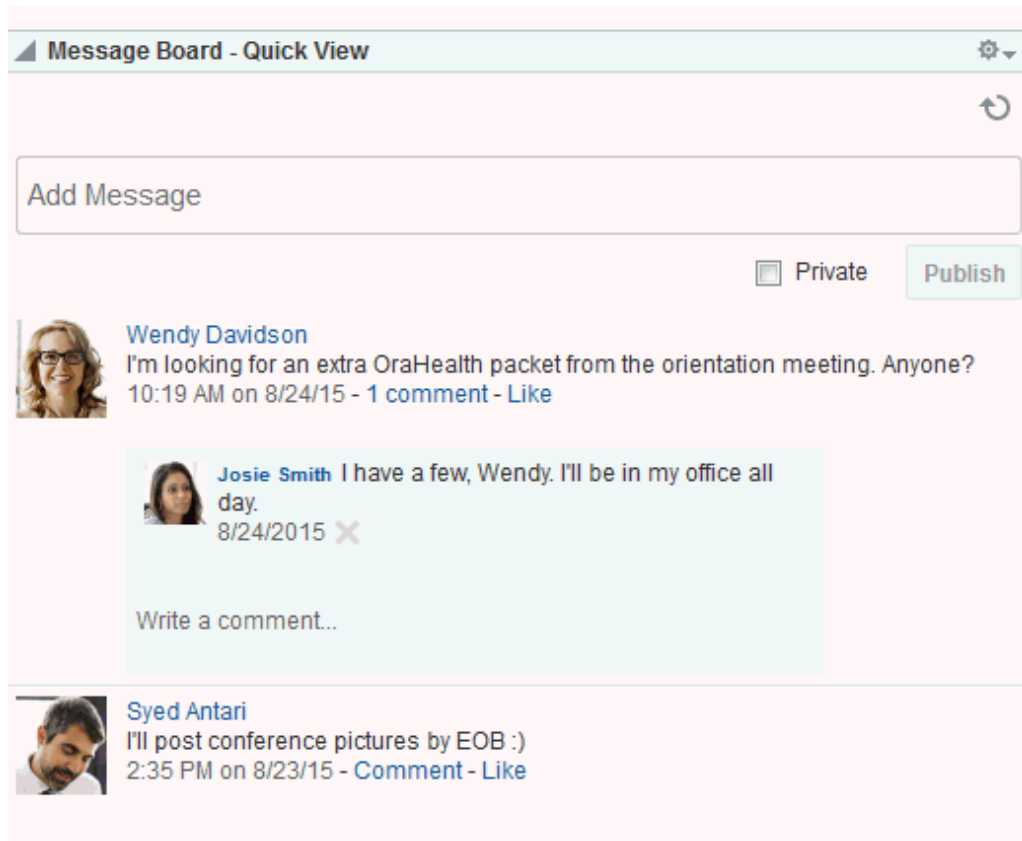 Message Board - Quick View
Add Message
Private
Publish
Wendy Davidson
I'm looking for an extra OraHealth packet from the orientation meeting. Anyone?
10:19 AM on 8/24/15 - 1 comment - Like
Josie Smith I have a few, Wendy. I'll be in my office all
day.
8/24/2015
Write a comment...
Syed Antari
I'll post conference pictures by EOB :)
2:35 PM on 8/23/15 - Comment - Like